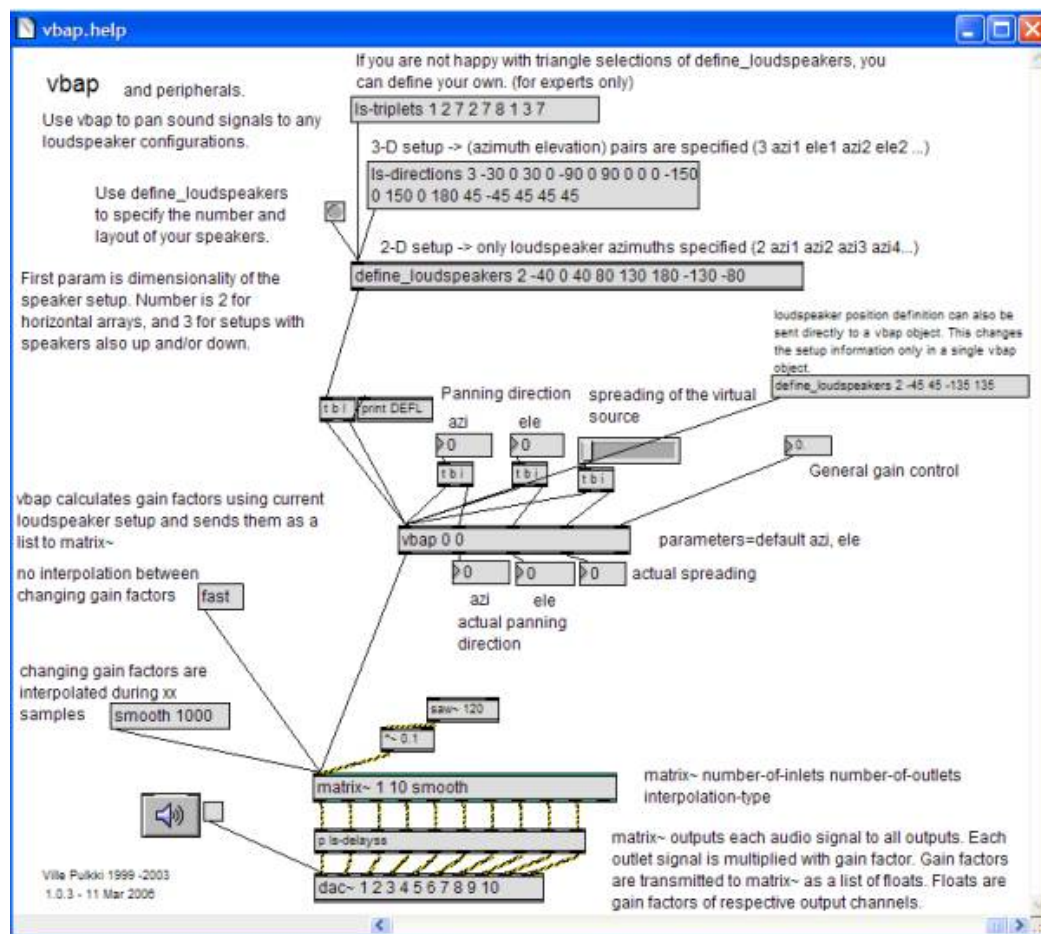 vbap.help
If you are not happy with triangle selections of define_loudspeakers, you
can define your own. (for experts only)
vbap and peripherals.
ls-triplets 1 2 7 2 7 8 1 3 7
Use vbap to pan sound signals to any
loudspeaker configurations.
3-D setup -> (azimuth elevation) pairs are specified (3 azi1 ele1 azi2 ele2 ...)
ls-directions 3 -30 0 30 0 -90 0 90 0 0 0 -150
0 150 0 180 45 -45 45 45 45
Use define_loudspeakers
to specify the number and
layout of your speakers.
2-D setup -> only loudspeaker azimuths specified (2 azi1 azi2 azi3 azi4...)
define_loudspeakers 2 -40 0 40 80 130 180 -130 -80
First param is dimensionality of the
speaker setup. Number is 2 for
horizontal arrays, and 3 for setups with
speakers also up and/or down.
loudspeaker position definition can also be
sent directly to a vbap object. This changes
the setup information only in a single vbap
object.
define_loudspeakers 2 -45 45 -135 135
Panning direction
spreading of the virtual
source
t b l
print DEFL
azi
ele
0
0
0.
t b i
t b i
t b i
General gain control
vbap calculates gain factors using current
loudspeaker setup and sends them as a
list to matrix~
vbap 0 0
parameters=default azi, ele
no interpolation between
changing gain factors
fast
0
0
0
actual spreading
azi
ele
actual panning
direction
changing gain factors are
interpolated during xx
samples
smooth 1000
saw~ 120
*~ 0.1
matrix~ 1 10 smooth
matrix~ number-of-inlets number-of-outlets
interpolation-type
p ls-delayss
matrix~ outputs each audio signal to all outputs. Each
outlet signal is multiplied with gain factor. Gain factors
are transmitted to matrix~ as a list of floats. Floats are
gain factors of respective output channels.
dac~ 1 2 3 4 5 6 7 8 9 10
Ville Pulkki 1999 -2003
1.0.3 - 11 Mar 2006